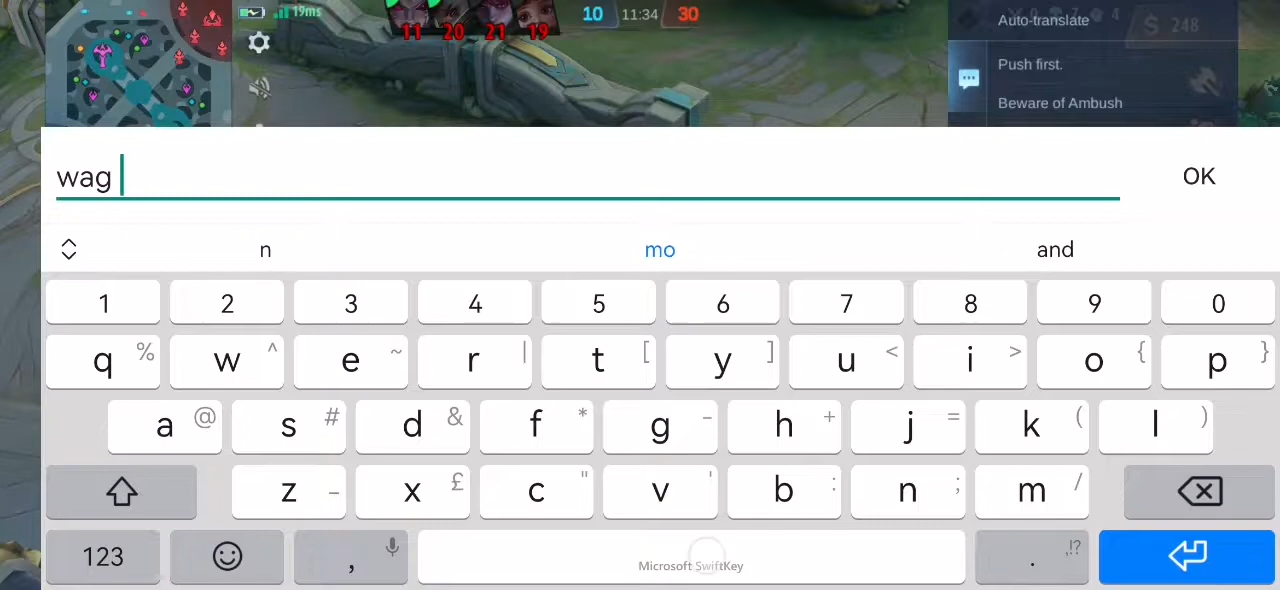 19ms
11 20 21 19
10 11:34 30
Auto-translate
$ 248
Push first.
Beware of Ambush
wag
OK
n mo and
1 2 3 4 5 6 7 8 9 0
q % w ^ e ~ r | t [ y ] u < i > o { p }
a @ s # d & f * g - h + j = k ( l )
z _ x £ c " v ' b : n ; m /
123 , Microsoft SwiftKey . ,!?